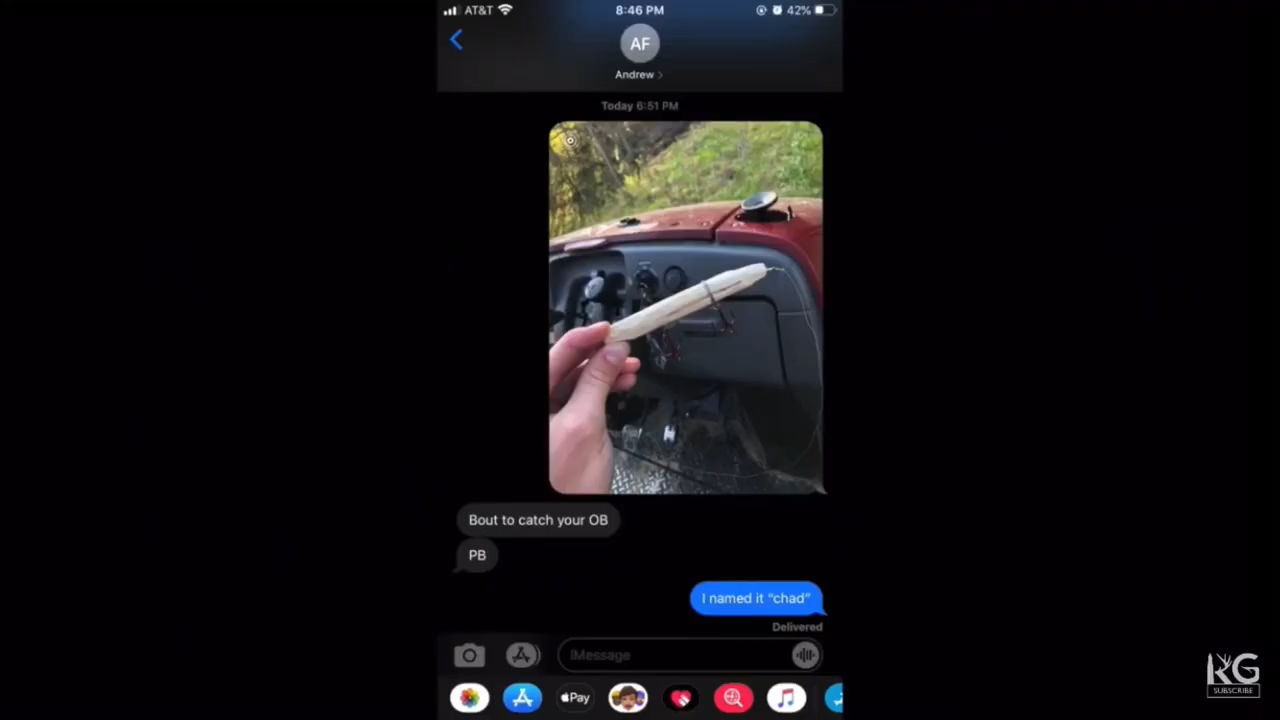 AT&T
8:46 PM
42%
AF
Andrew
Today 6:51 PM
Bout to catch your OB
PB
I named it “chad”
Delivered
iMessage
Pay
KG
SUBSCRIBE